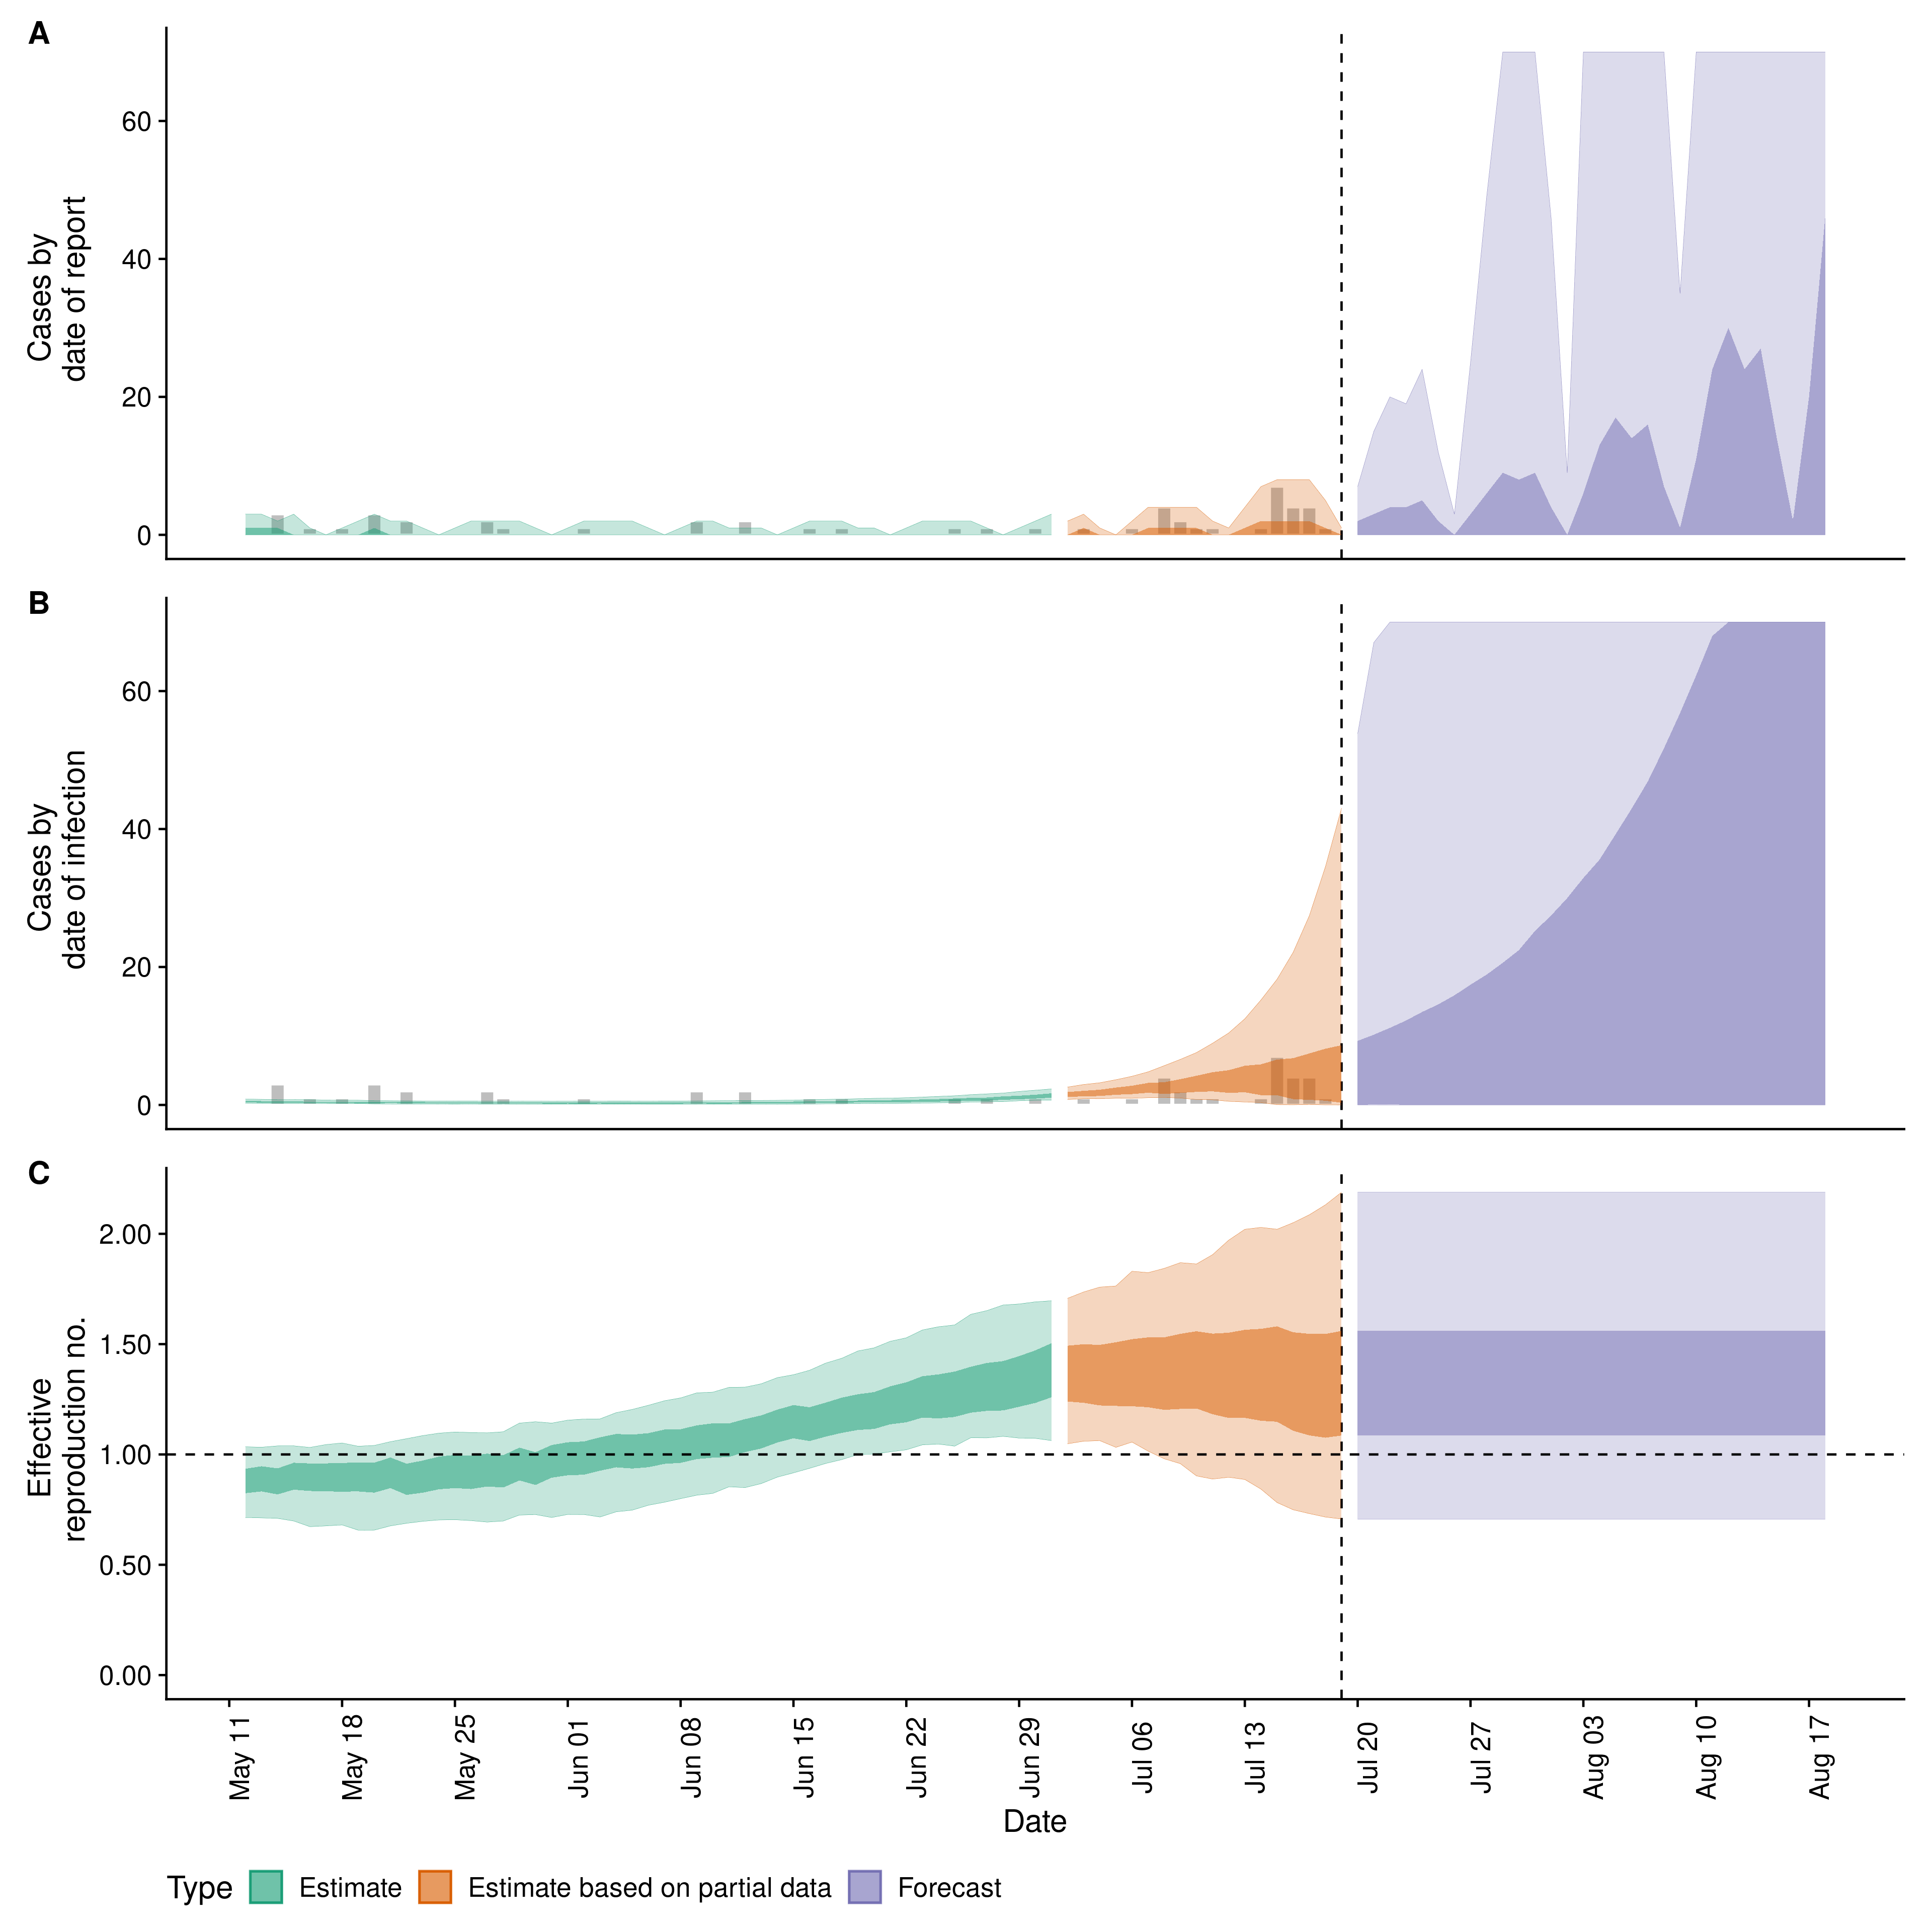 A
Cases by
date of report
60
40
20
0
B
Cases by
date of infection
60
40
20
0
C
Effective
reproduction no.
2.00
1.50
1.00
0.50
0.00
May 11
May 18
May 25
Jun 01
Jun 08
Jun 15
Jun 22
Jun 29
Jul 06
Jul 13
Jul 20
Jul 27
Aug 03
Aug 10
Aug 17
Date
Type Estimate Estimate based on partial data Forecast